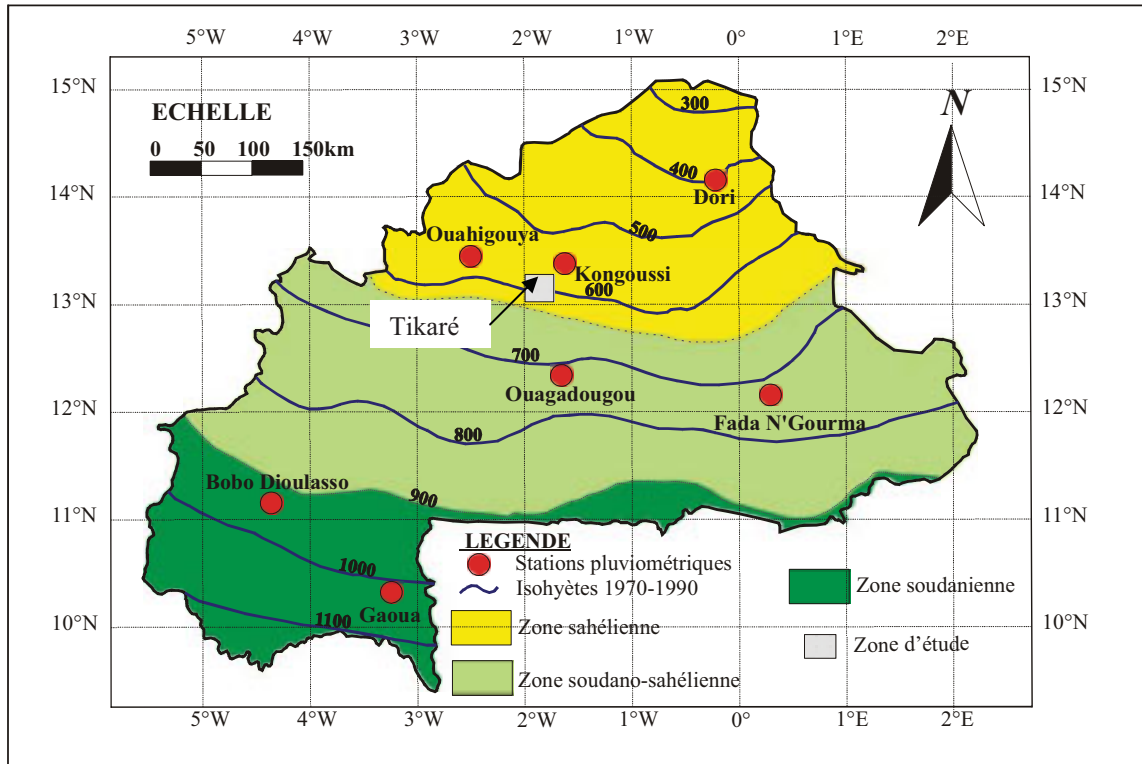 5°W 4°W 3°W 2°W 1°W 0° 1°E 2°E
15°N 15°N
N
ECHELLE
300
0 50 100 150km
400
14°N 14°N
Dori
500
Ouahigouya
Kongoussi
600
13°N 13°N
Tikaré
700
Ouagadougou
12°N 12°N
Fada N'Gourma
800
Bobo Dioulasso
900
11°N 11°N
LEGENDE
Stations pluviométriques
Isohyètes 1970-1990
Zone soudanienne
1000
Gaoua
1100
10°N 10°N
Zone sahélienne
Zone d'étude
Zone soudano-sahélienne
5°W 4°W 3°W 2°W 1°W 0° 1°E 2°E